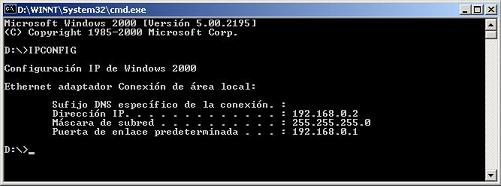 D:\WINNT\System32\cmd.exe
Microsoft Windows 2000 [Versión 5.00.2195]
(C) Copyright 1985-2000 Microsoft Corp.
D:\>IPCONFIG
Configuración IP de Windows 2000
Ethernet adaptador Conexión de área local:
Sufijo DNS específico de la conexión. :
Dirección IP. . . . . . . . . . . . . : 192.168.0.2
Máscara de subred . . . . . . . . . . : 255.255.255.0
Puerta de enlace predeterminada . . . : 192.168.0.1
D:\>_